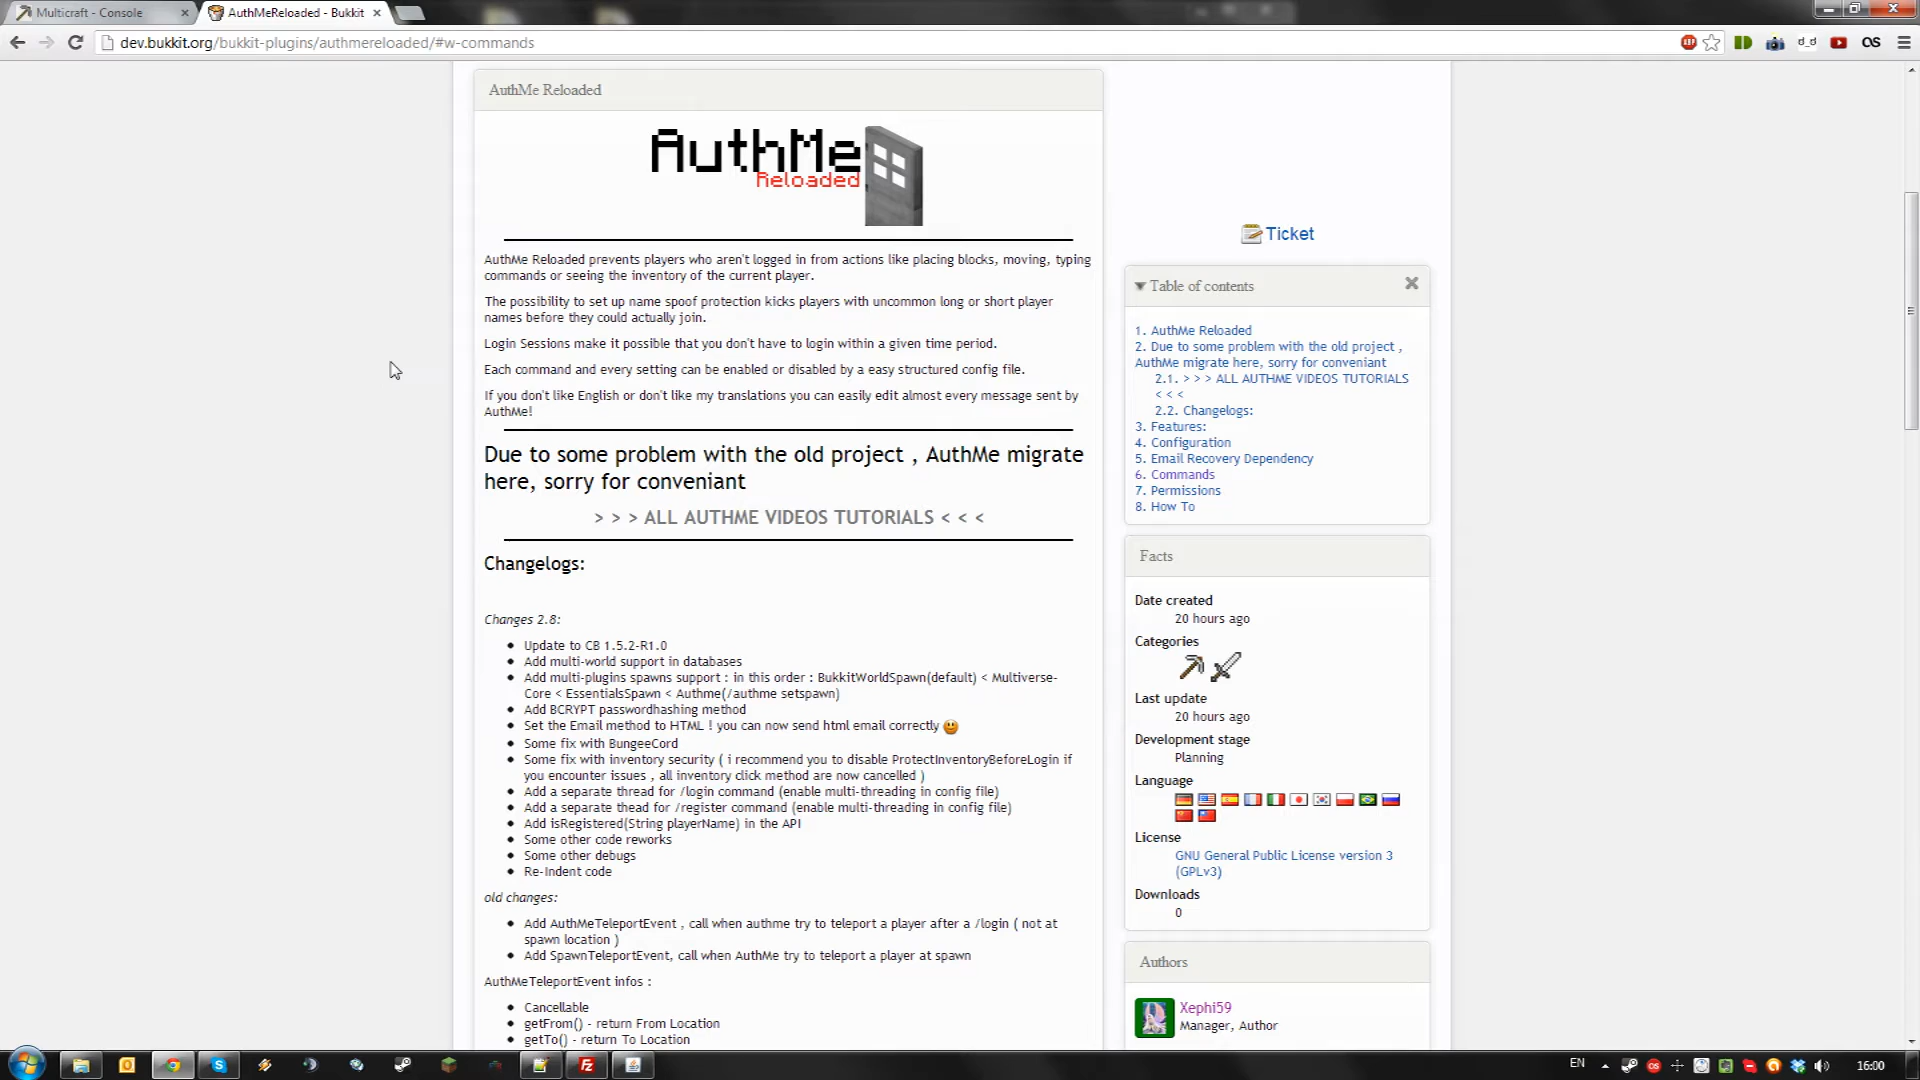 Multicraft - Console
AuthMeReloaded - Bukkit
dev.bukkit.org/bukkit-plugins/authmereloaded/#w-commands
AuthMe Reloaded
AuthMe
Reloaded
AuthMe Reloaded prevents players who aren't logged in from actions like placing blocks, moving, typing
commands or seeing the inventory of the current player.
The possibility to set up name spoof protection kicks players with uncommon long or short player
names before they could actually join.
Login Sessions make it possible that you don't have to login within a given time period.
Each command and every setting can be enabled or disabled by a easy structured config file.
If you don't like English or don't like my translations you can easily edit almost every message sent by
AuthMe!
Due to some problem with the old project , AuthMe migrate
here, sorry for conveniant
> > > ALL AUTHME VIDEOS TUTORIALS < < <
Changelogs:
Changes 2.8:
Update to CB 1.5.2-R1.0
Add multi-world support in databases
Add multi-plugins spawns support : in this order : BukkitWorldSpawn(default) < Multiverse-
Core < EssentialsSpawn < Authme(/authme setspawn)
Add BCRYPT passwordhashing method
Set the Email method to HTML ! you can now send html email correctly
Some fix with BungeeCord
Some fix with inventory security ( i recommend you to disable ProtectInventoryBeforeLogin if
you encounter issues , all inventory click method are now cancelled )
Add a separate thread for /login command (enable multi-threading in config file)
Add a separate thead for /register command (enable multi-threading in config file)
Add isRegistered(String playerName) in the API
Some other code reworks
Some other debugs
Re-Indent code
old changes:
Add AuthMeTeleportEvent , call when authme try to teleport a player after a /login ( not at
spawn location )
Add SpawnTeleportEvent, call when AuthMe try to teleport a player at spawn
AuthMeTeleportEvent infos :
Cancellable
getFrom() - return From Location
getTo() - return To Location
Ticket
Table of contents
1. AuthMe Reloaded
2. Due to some problem with the old project ,
AuthMe migrate here, sorry for conveniant
2.1. > > > ALL AUTHME VIDEOS TUTORIALS
< < <
2.2. Changelogs:
3. Features:
4. Configuration
5. Email Recovery Dependency
6. Commands
7. Permissions
8. How To
Facts
Date created
20 hours ago
Categories
Last update
20 hours ago
Development stage
Planning
Language
License
GNU General Public License version 3
(GPLv3)
Downloads
0
Authors
Xephi59
Manager, Author
EN
16:00